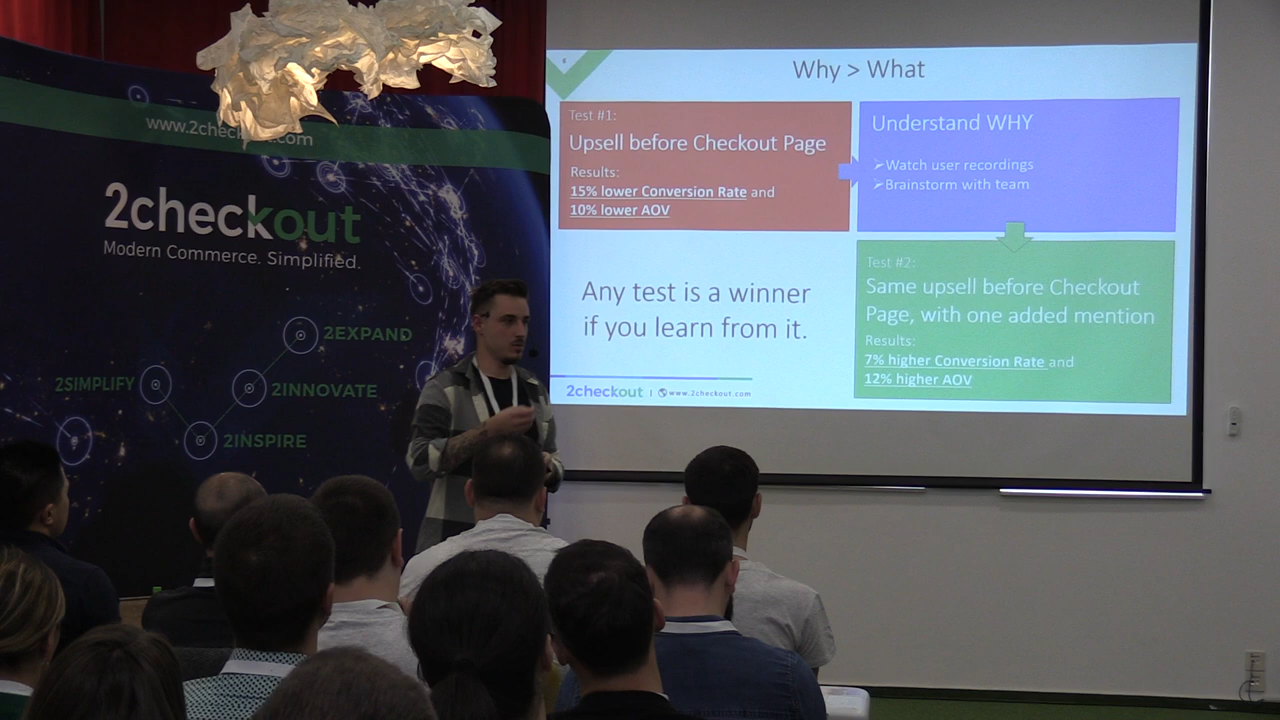 www.2checkout.com
2checkout
Modern Commerce. Simplified.
2EXPAND
2SIMPLIFY
2INNOVATE
2INSPIRE
Why > What
Test #1:
Upsell before Checkout Page
Results:
15% lower Conversion Rate and
10% lower AOV
Understand WHY
Watch user recordings
Brainstorm with team
Any test is a winner
if you learn from it.
Test #2:
Same upsell before Checkout
Page, with one added mention
Results:
7% higher Conversion Rate and
12% higher AOV
2checkout | www.2checkout.com